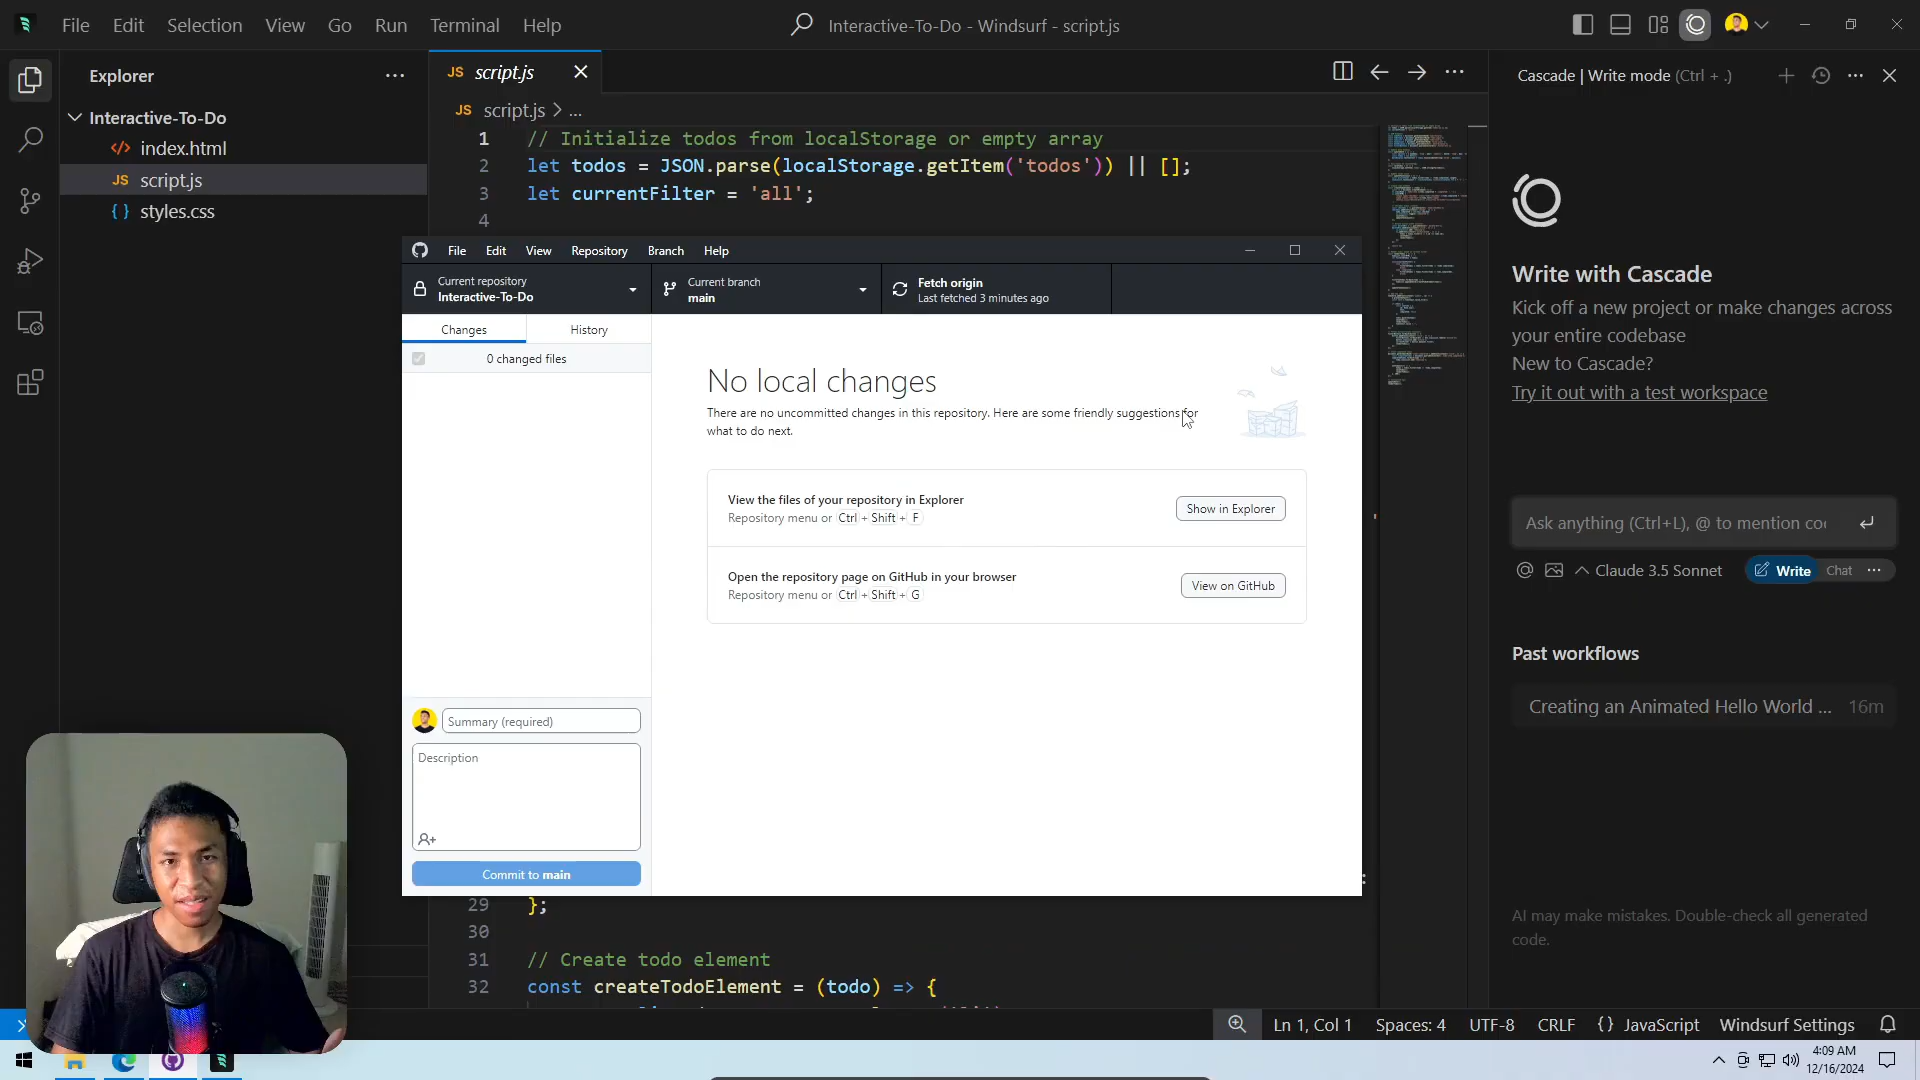 File Edit Selection View Go Run Terminal Help
Interactive-To-Do - Windsurf - script.js
Explorer
Interactive-To-Do
index.html
JS script.js
{ } styles.css
JS script.js
JS script.js > ...
1 // Initialize todos from localStorage or empty array
2 let todos = JSON.parse(localStorage.getItem('todos')) || [];
3 let currentFilter = 'all';
4
File Edit View Repository Branch Help
Current repository
Interactive-To-Do
Current branch
main
Fetch origin
Last fetched 3 minutes ago
Changes
History
0 changed files
No local changes
There are no uncommitted changes in this repository. Here are some friendly suggestions for
what to do next.
View the files of your repository in Explorer
Repository menu or Ctrl + Shift + F
Show in Explorer
Open the repository page on GitHub in your browser
Repository menu or Ctrl + Shift + G
View on GitHub
Summary (required)
Description
Commit to main
29 };
30
31 // Create todo element
32 const createTodoElement = (todo) => {
Cascade | Write mode (Ctrl + .)
Write with Cascade
Kick off a new project or make changes across
your entire codebase
New to Cascade?
Try it out with a test workspace
Ask anything (Ctrl+L), @ to mention co
Claude 3.5 Sonnet
Write
Chat
Past workflows
Creating an Animated Hello World ... 16m
AI may make mistakes. Double-check all generated
code.
Ln 1, Col 1
Spaces: 4
UTF-8
CRLF
{ } JavaScript
Windsurf Settings
4:09 AM
12/16/2024